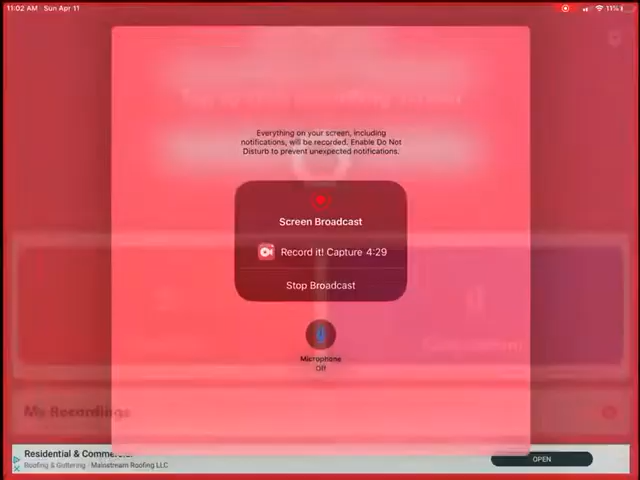 11:02 AM Sun Apr 11
11%
Everything on your screen, including
notifications, will be recorded. Enable Do Not
Disturb to prevent unexpected notifications.
Screen Broadcast
Record it! Capture 4:29
Stop Broadcast
Microphone
Off
My Recordings
Residential & Commerc..
Roofing & Guttering · Mainstream Roofing LLC
OPEN